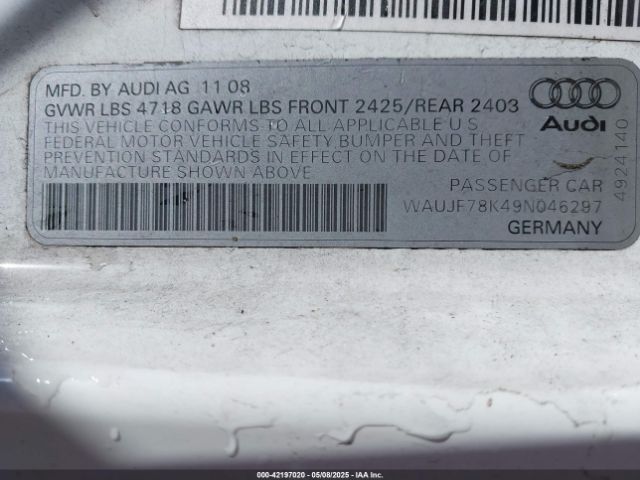 MFD. BY AUDI AG 11 08
GVWR LBS 4718 GAWR LBS FRONT 2425/REAR 2403
THIS VEHICLE CONFORMS TO ALL APPLICABLE U S
FEDERAL MOTOR VEHICLE SAFETY BUMPER AND THEFT
PREVENTION STANDARDS IN EFFECT ON THE DATE OF
MANUFACTURE SHOWN ABOVE
Audi
PASSENGER CAR
WAUJF78K49N046297
GERMANY
4924140
000-42197020 - 05/08/2025 - IAA Inc.